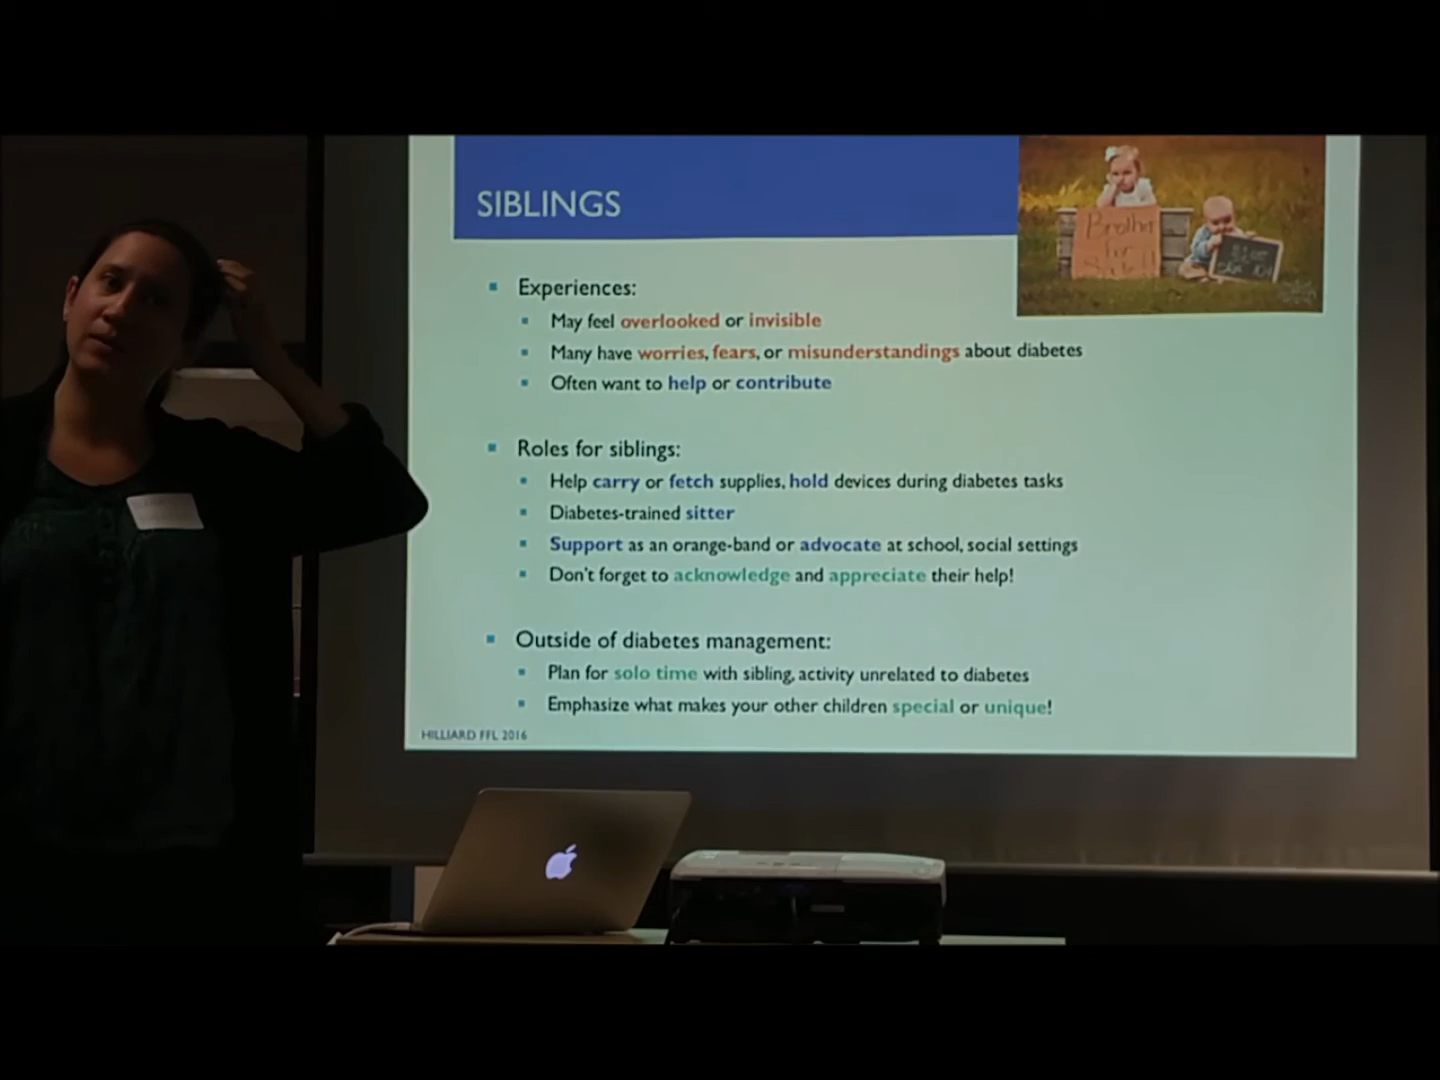 SIBLINGS
Brother
for
Sale!!
Experiences:
May feel overlooked or invisible
Many have worries, fears, or misunderstandings about diabetes
Often want to help or contribute
Roles for siblings:
Help carry or fetch supplies, hold devices during diabetes tasks
Diabetes-trained sitter
Support as an orange-band or advocate at school, social settings
Don't forget to acknowledge and appreciate their help!
Outside of diabetes management:
Plan for solo time with sibling, activity unrelated to diabetes
Emphasize what makes your other children special or unique!
HILLIARD FFL 2016